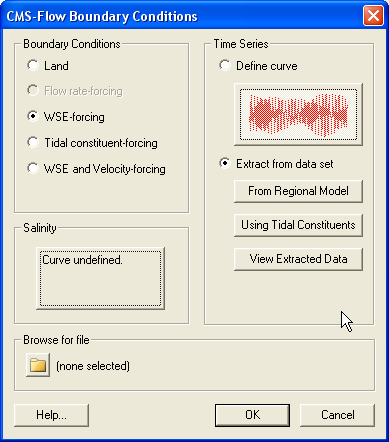 CMS-Flow Boundary Conditions
Boundary Conditions
Land
Flow rate-forcing
WSE-forcing
Tidal constituent-forcing
WSE and Velocity-forcing
Salinity
Curve undefined.
Time Series
Define curve
Extract from data set
From Regional Model
Using Tidal Constituents
View Extracted Data
Browse for file
(none selected)
Help...
OK
Cancel